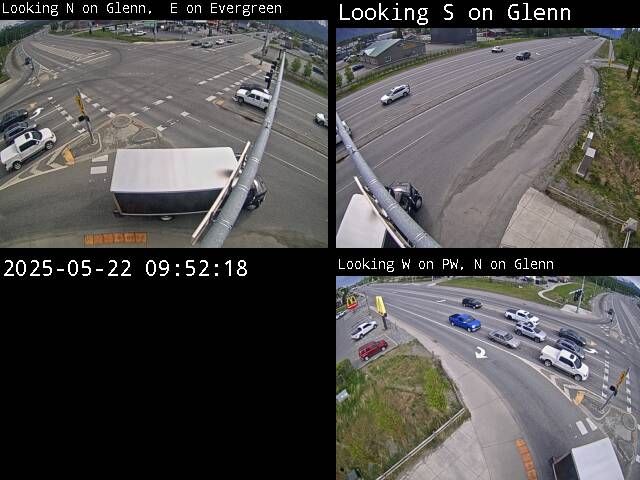 Looking N on Glenn,  E on Evergreen
Looking S on Glenn
2025-05-22 09:52:18
Looking W on PW, N on Glenn